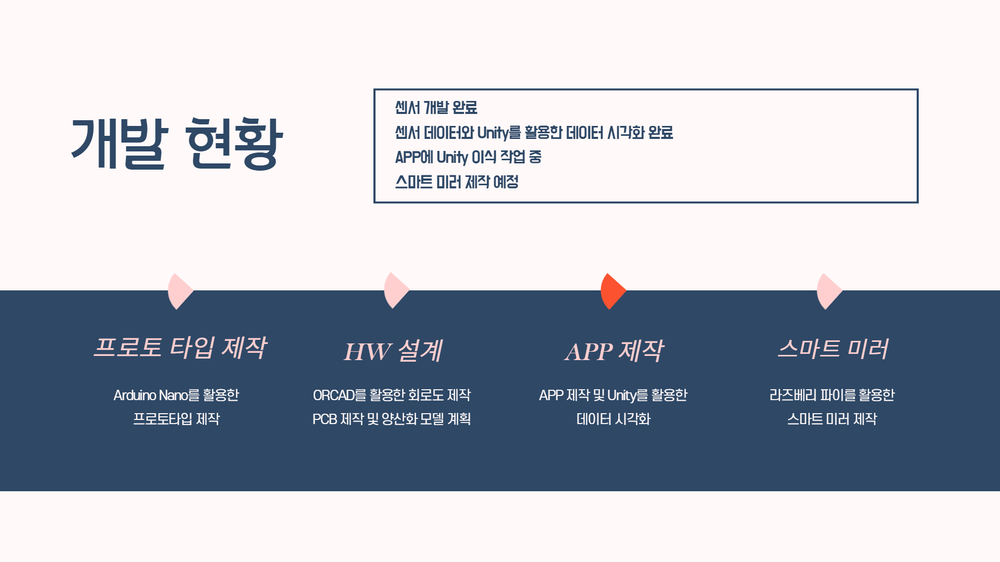 개발 현황
센서 개발 완료
센서 데이터와 Unity를 활용한 데이터 시각화 완료
APP에 Unity 이식 작업 중
스마트 미러 제작 예정
프로토 타입 제작
Arduino Nano를 활용한
프로토타입 제작
HW 설계
ORCAD를 활용한 회로도 제작
PCB 제작 및 양산화 모델 계획
APP 제작
APP 제작 및 Unity를 활용한
데이터 시각화
스마트 미러
라즈베리 파이를 활용한
스마트 미러 제작